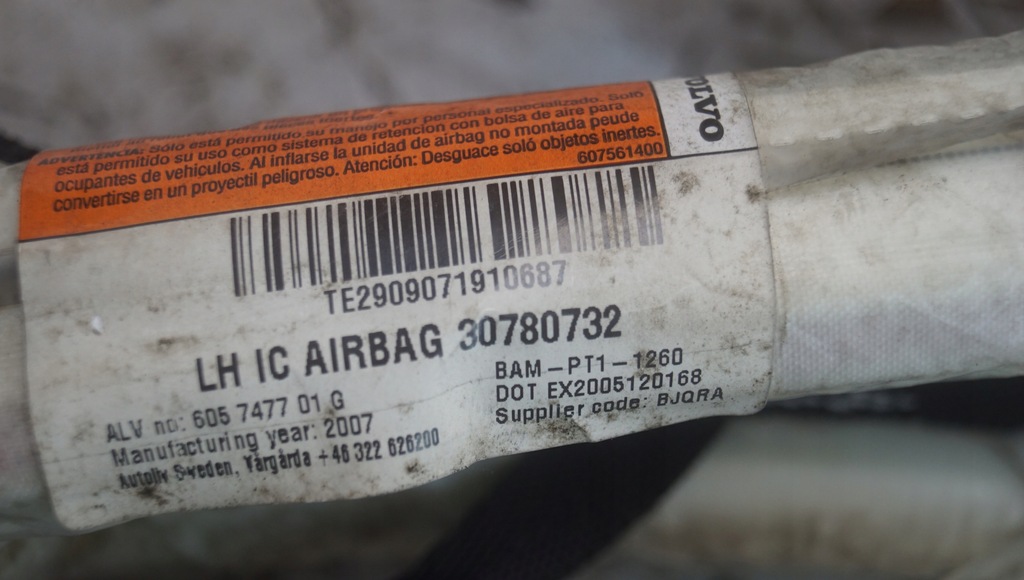 ADVERTENCIA: Sólo está permitido su manejo por personal especializado. Solo
está permitido su uso como sistema de retención con bolsa de aire para
ocupantes de vehículos. Al inflarse la unidad de airbag no montada peude
convertirse en un proyectil peligroso. Atención: Desguace soló objetos inertes.
607561400
VOLVO
TE2909071910687
LH IC AIRBAG 30780732
ALV no: 605 7477 01 G
Manufacturing year: 2007
Autoliv Sweden, Vårgårda +46 322 626200
BAM-PT1-1260
DOT EX2005120168
Supplier code: BJQRA